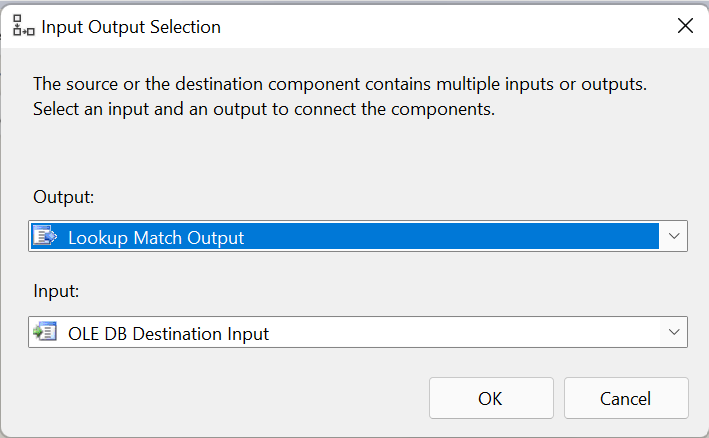 Input Output Selection
The source or the destination component contains multiple inputs or outputs.
Select an input and an output to connect the components.
Output:
Lookup Match Output
Input:
OLE DB Destination Input
OK
Cancel